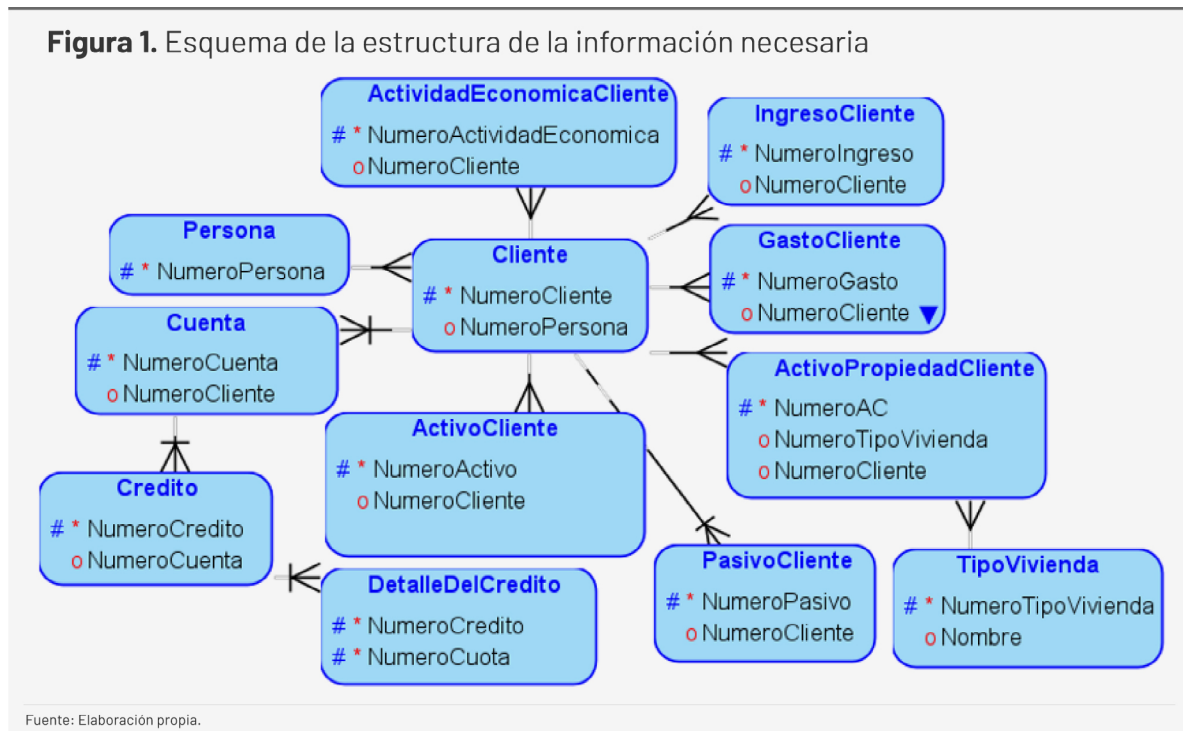 Figura 1. Esquema de la estructura de la información necesaria
ActividadEconomicaCliente
# * NumeroActividadEconomica
o NumeroCliente
IngresoCliente
# * NumeroIngreso
o NumeroCliente
Persona
# * NumeroPersona
Cliente
# * NumeroCliente
o NumeroPersona
GastoCliente
# * NumeroGasto
o NumeroCliente
Cuenta
# * NumeroCuenta
o NumeroCliente
ActivoPropiedadCliente
# * NumeroAC
o NumeroTipoVivienda
o NumeroCliente
ActivoCliente
# * NumeroActivo
o NumeroCliente
Credito
# * NumeroCredito
o NumeroCuenta
DetalleDelCredito
# * NumeroCredito
# * NumeroCuota
PasivoCliente
# * NumeroPasivo
o NumeroCliente
TipoVivienda
# * NumeroTipoVivienda
o Nombre
Fuente: Elaboración propia.